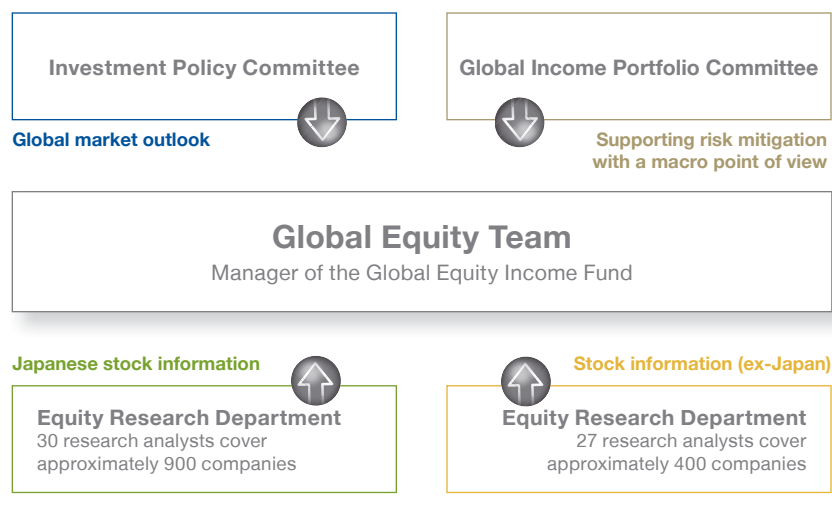 Investment Policy Committee
Global market outlook
Global Income Portfolio Committee
Supporting risk mitigation
with a macro point of view
Global Equity Team
Manager of the Global Equity Income Fund
Japanese stock information
Equity Research Department
30 research analysts cover
approximately 900 companies
Stock information (ex-Japan)
Equity Research Department
27 research analysts cover
approximately 400 companies